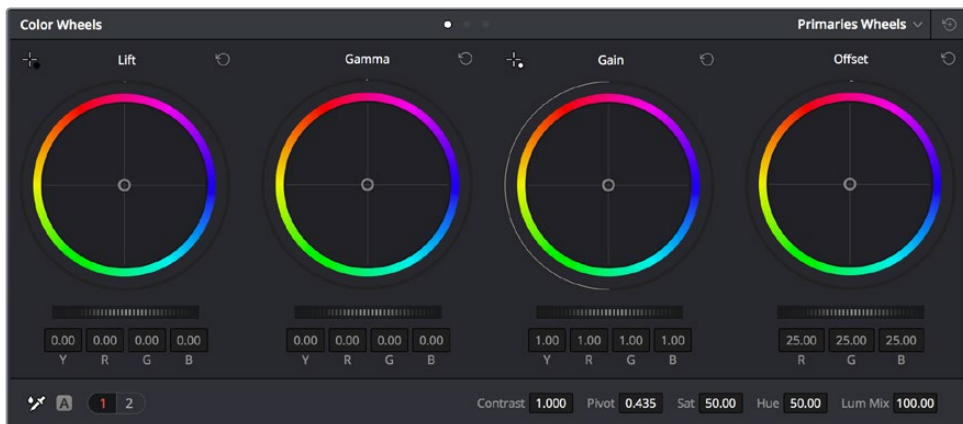 Color Wheels Primaries Wheels
Lift Gamma Gain Offset
0.00 0.00 0.00 0.00 0.00 0.00 0.00 0.00 1.00 1.00 1.00 1.00 25.00 25.00 25.00
Y R G B Y R G B Y R G B R G B
A 1 2 Contrast 1.000 Pivot 0.435 Sat 50.00 Hue 50.00 Lum Mix 100.00